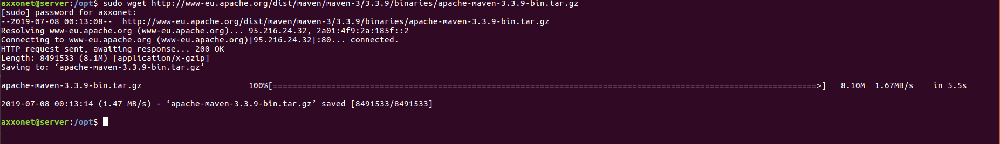 axxonet@server:/opt$ sudo wget http://www-eu.apache.org/dist/maven/maven-3/3.3.9/binaries/apache-maven-3.3.9-bin.tar.gz
[sudo] password for axxonet:
--2019-07-08 00:13:08--  http://www-eu.apache.org/dist/maven/maven-3/3.3.9/binaries/apache-maven-3.3.9-bin.tar.gz
Resolving www-eu.apache.org (www-eu.apache.org)... 95.216.24.32, 2a01:4f9:2a:185f::2
Connecting to www-eu.apache.org (www-eu.apache.org)|95.216.24.32|:80... connected.
HTTP request sent, awaiting response... 200 OK
Length: 8491533 (8.1M) [application/x-gzip]
Saving to: ‘apache-maven-3.3.9-bin.tar.gz’
apache-maven-3.3.9-bin.tar.gz 100%[================================================================================================================>] 8.10M 1.67MB/s in 5.5s
2019-07-08 00:13:14 (1.47 MB/s) - ‘apache-maven-3.3.9-bin.tar.gz’ saved [8491533/8491533]
axxonet@server:/opt$